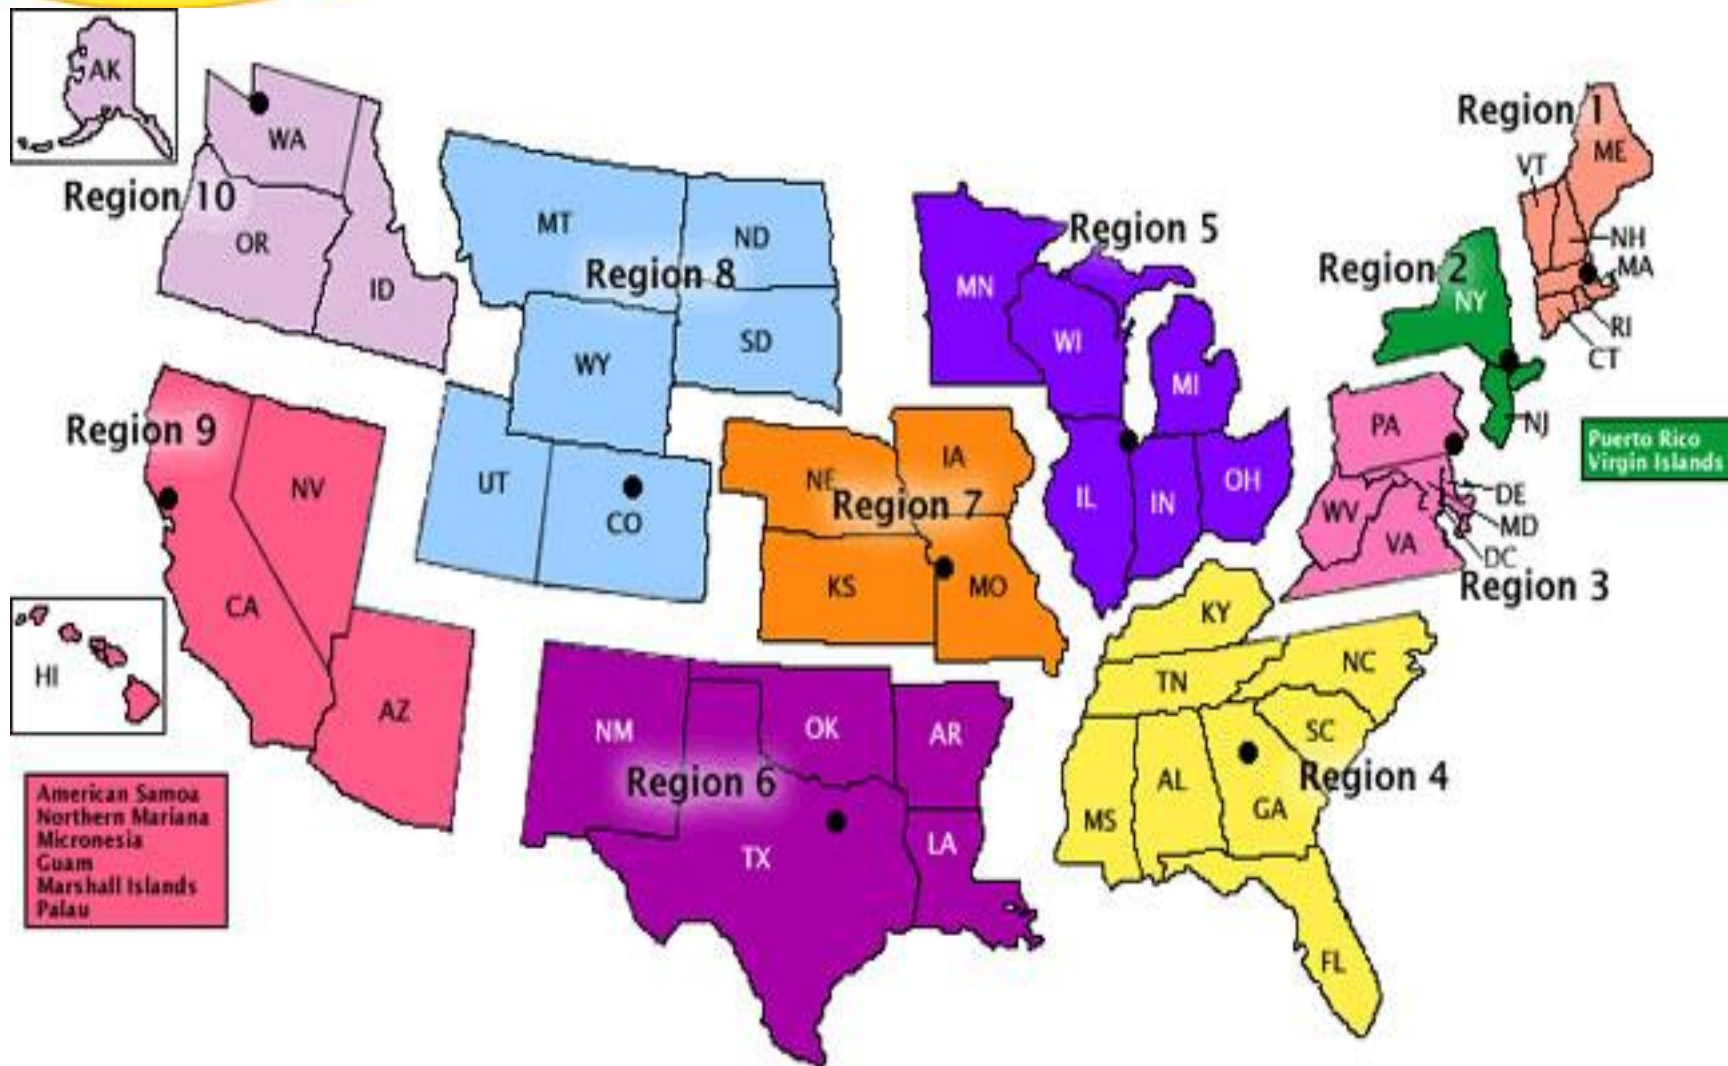 AK
WA
Region 10
OR
ID
MT
ND
Region 8
SD
WY
UT
CO
Region 9
NV
CA
AZ
HI
American Samoa
Northern Mariana
Micronesia
Guam
Marshall Islands
Palau
NE
IA
Region 7
KS
MO
NM
OK
AR
Region 6
TX
LA
Region 5
MN
WI
MI
IL
IN
OH
Region 1
ME
VT
NH
MA
RI
CT
Region 2
NY
NJ
Puerto Rico
Virgin Islands
PA
WV
VA
DE
MD
DC
Region 3
KY
TN
NC
SC
Region 4
MS
AL
GA
FL